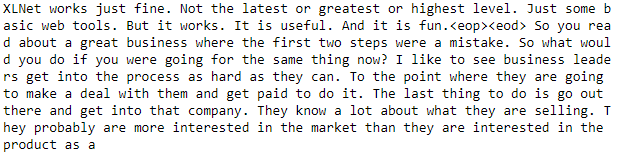 XLNet works just fine. Not the latest or greatest or highest level. Just some b
asic web tools. But it works. It is useful. And it is fun.<eop><eod> So you rea
d about a great business where the first two steps were a mistake. So what woul
d you do if you were going for the same thing now? I like to see business leade
rs get into the process as hard as they can. To the point where they are going
to make a deal with them and get paid to do it. The last thing to do is go out
there and get into that company. They know a lot about what they are selling. T
hey probably are more interested in the market than they are interested in the
product as a